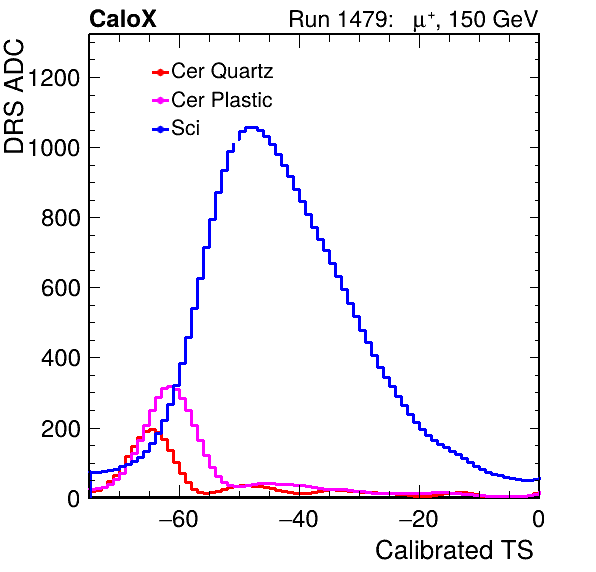 CaloX Run 1479: μ⁺, 150 GeV
DRS ADC
Cer Quartz
Cer Plastic
Sci
1200
1000
800
600
400
200
0
−60 −40 −20 0
Calibrated TS